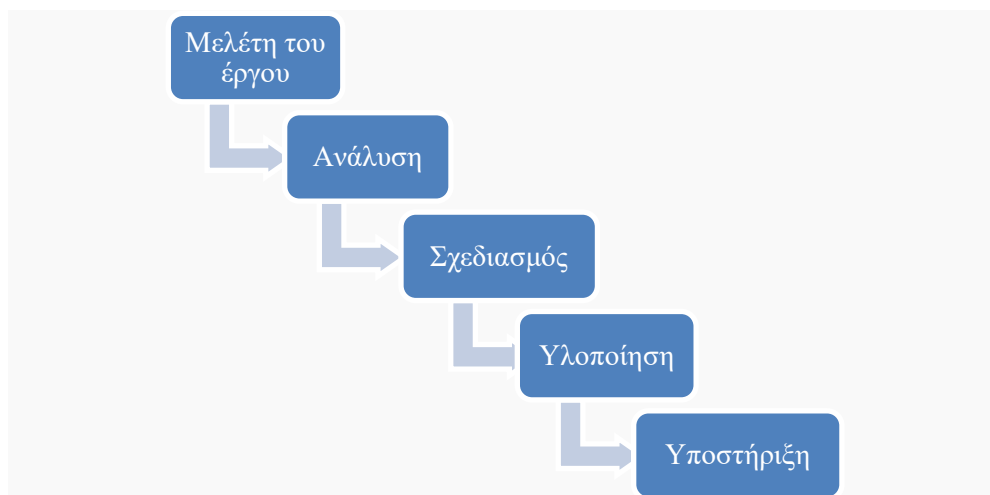 Μελέτη του
έργου
Ανάλυση
Σχεδιασμός
Υλοποίηση
Υποστήριξη